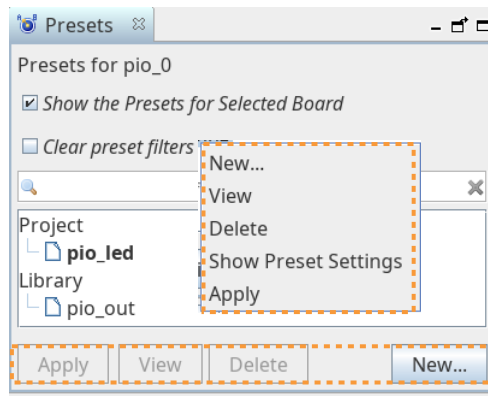 Presets
Presets for pio_0
Show the Presets for Selected Board
Clear preset filters
New...
View
Delete
Show Preset Settings
Apply
Project
pio_led
Library
pio_out
Apply View Delete New...